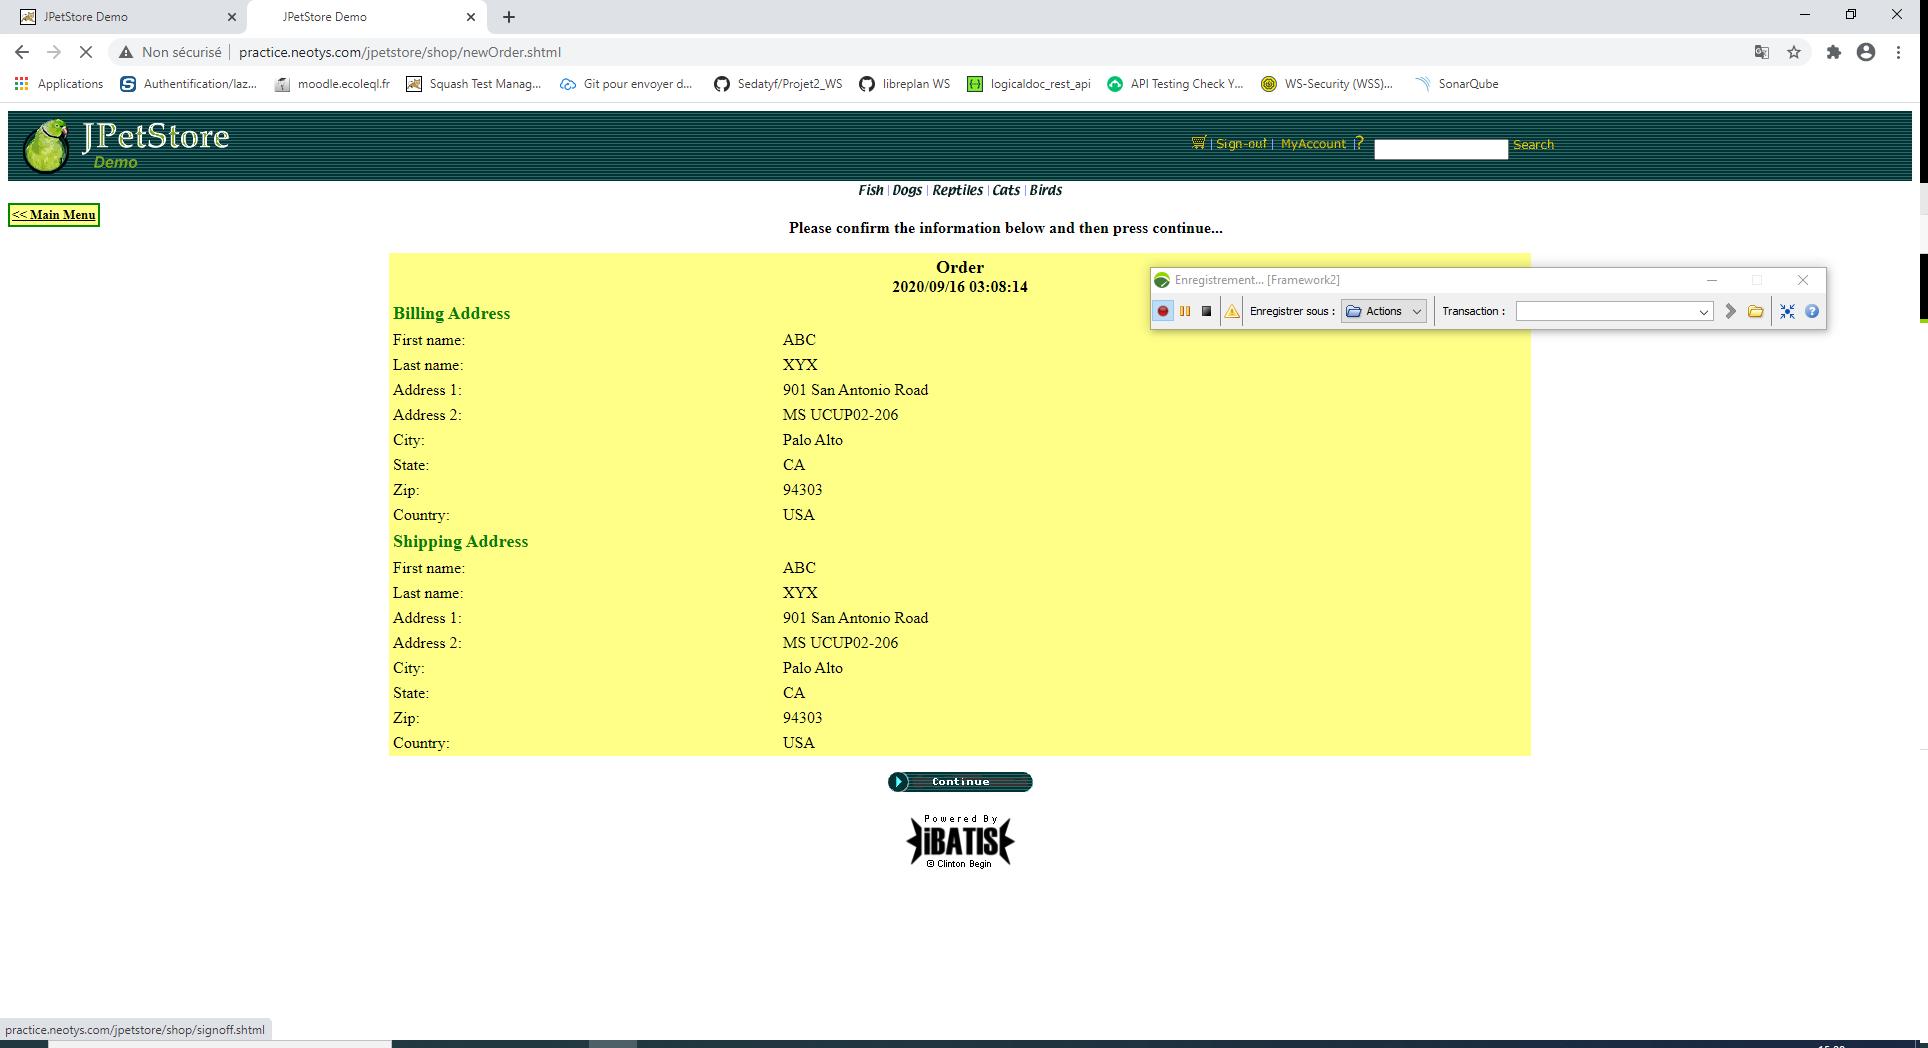 JPetStore Demo
JPetStore Demo
Non sécurisé | practice.neotys.com/jpetstore/shop/newOrder.shtml
Applications Authentification/laz... moodle.ecoleql.fr Squash Test Manag... Git pour envoyer d... Sedatyf/Projet2_WS libreplan WS logicaldoc_rest_api API Testing Check Y... WS-Security (WSS)... SonarQube
JPetStore
Demo
| Sign-out | MyAccount | ? Search
Fish | Dogs | Reptiles | Cats | Birds
<< Main Menu
Please confirm the information below and then press continue...
Order
2020/09/16 03:08:14
Enregistrement... [Framework2]
Enregistrer sous : Actions Transaction :
Billing Address
First name: ABC
Last name: XYX
Address 1: 901 San Antonio Road
Address 2: MS UCUP02-206
City: Palo Alto
State: CA
Zip: 94303
Country: USA
Shipping Address
First name: ABC
Last name: XYX
Address 1: 901 San Antonio Road
Address 2: MS UCUP02-206
City: Palo Alto
State: CA
Zip: 94303
Country: USA
Continue
Powered By
iBATIS
© Clinton Begin
practice.neotys.com/jpetstore/shop/signoff.shtml